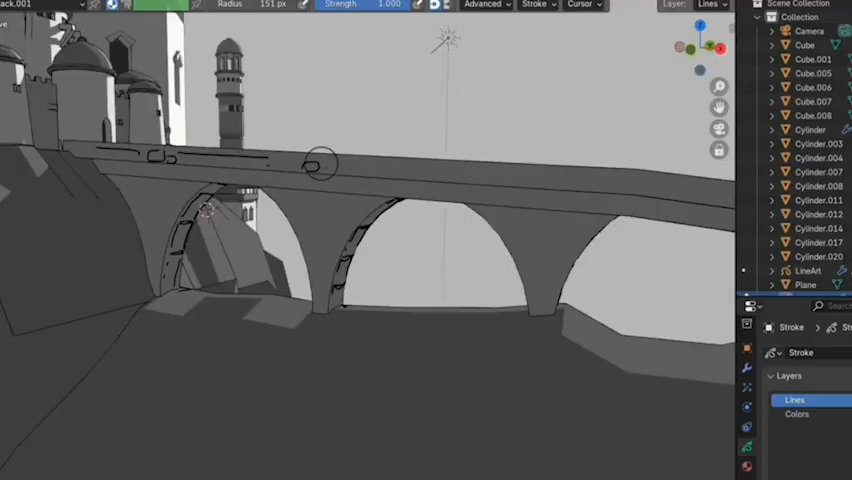 ack.001 Radius 151 px Strength 1.000 Advanced Stroke Cursor Layer: Lines
Scene Collection
Collection
Camera
Cube
Cube.001
Cube.005
Cube.006
Cube.007
Cube.008
Cylinder
Cylinder.003
Cylinder.004
Cylinder.007
Cylinder.008
Cylinder.011
Cylinder.012
Cylinder.014
Cylinder.017
Cylinder.020
LineArt
Plane
Search
Stroke > Str
Stroke
Layers
Lines
Colors
Z
Y
X